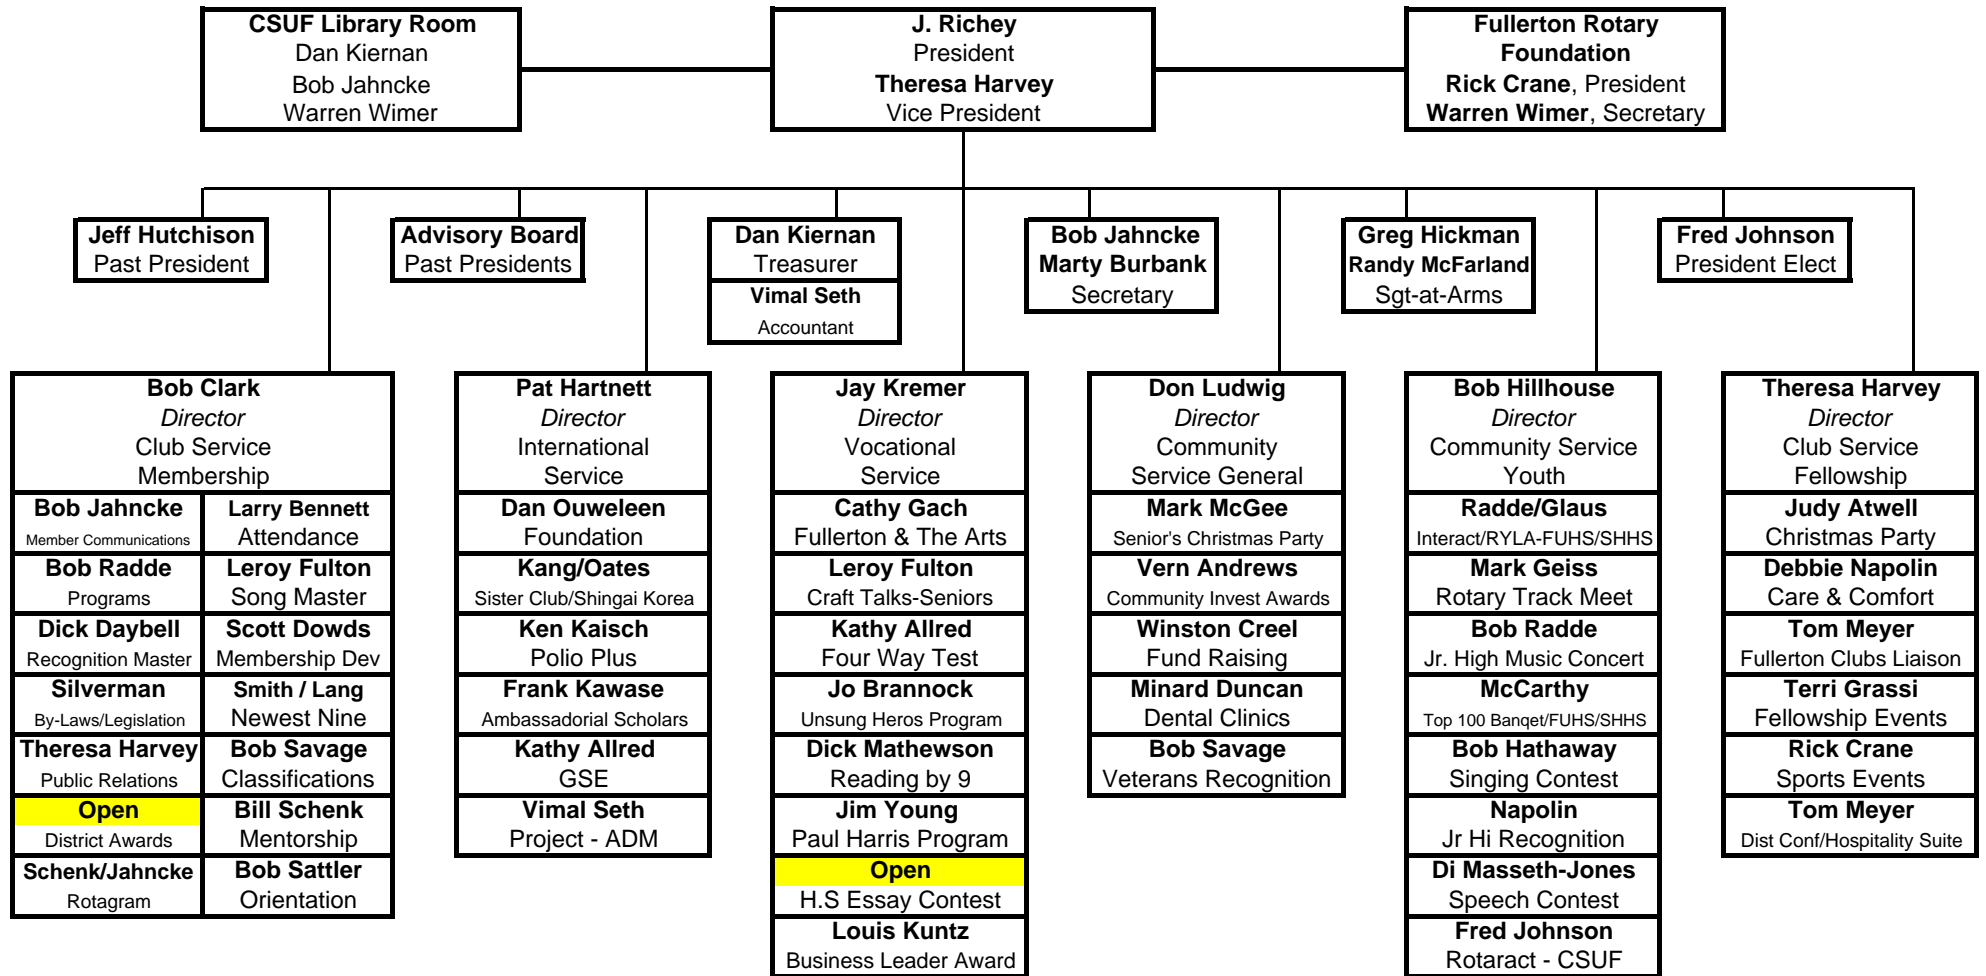 CSUF Library Room
Dan Kiernan
Bob Jahncke
Warren Wimer
J. Richey
President
Theresa Harvey
Vice President
Fullerton Rotary
Foundation
Rick Crane, President
Warren Wimer, Secretary
Jeff Hutchison
Past President
Advisory Board
Past Presidents
Dan Kiernan
Treasurer
Vimal Seth
Accountant
Bob Jahncke
Marty Burbank
Secretary
Greg Hickman
Randy McFarland
Sgt-at-Arms
Fred Johnson
President Elect
Bob Clark
Director
Club Service
Membership
Bob Jahncke
Member Communications
Larry Bennett
Attendance
Bob Radde
Programs
Leroy Fulton
Song Master
Dick Daybell
Recognition Master
Scott Dowds
Membership Dev
Silverman
By-Laws/Legislation
Smith / Lang
Newest Nine
Theresa Harvey
Public Relations
Bob Savage
Classifications
Open
District Awards
Bill Schenk
Mentorship
Schenk/Jahncke
Rotagram
Bob Sattler
Orientation
Pat Hartnett
Director
International
Service
Dan Ouweleen
Foundation
Kang/Oates
Sister Club/Shingai Korea
Ken Kaisch
Polio Plus
Frank Kawase
Ambassadorial Scholars
Kathy Allred
GSE
Vimal Seth
Project - ADM
Jay Kremer
Director
Vocational
Service
Cathy Gach
Fullerton & The Arts
Leroy Fulton
Craft Talks-Seniors
Kathy Allred
Four Way Test
Jo Brannock
Unsung Heros Program
Dick Mathewson
Reading by 9
Jim Young
Paul Harris Program
Open
H.S Essay Contest
Louis Kuntz
Business Leader Award
Don Ludwig
Director
Community
Service General
Mark McGee
Senior's Christmas Party
Vern Andrews
Community Invest Awards
Winston Creel
Fund Raising
Minard Duncan
Dental Clinics
Bob Savage
Veterans Recognition
Bob Hillhouse
Director
Community Service
Youth
Radde/Glaus
Interact/RYLA-FUHS/SHHS
Mark Geiss
Rotary Track Meet
Bob Radde
Jr. High Music Concert
McCarthy
Top 100 Banqet/FUHS/SHHS
Bob Hathaway
Singing Contest
Napolin
Jr Hi Recognition
Di Masseth-Jones
Speech Contest
Fred Johnson
Rotaract - CSUF
Theresa Harvey
Director
Club Service
Fellowship
Judy Atwell
Christmas Party
Debbie Napolin
Care & Comfort
Tom Meyer
Fullerton Clubs Liaison
Terri Grassi
Fellowship Events
Rick Crane
Sports Events
Tom Meyer
Dist Conf/Hospitality Suite